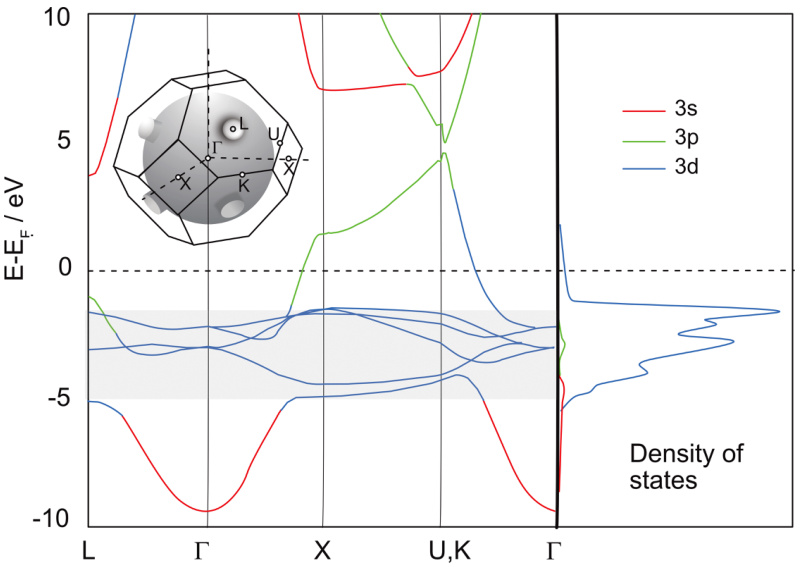 10
5
0
-5
-10
E-E_F / eV
L
U
Γ
X
X
K
3s
3p
3d
Density of
states
L
Γ
X
U,K
Γ